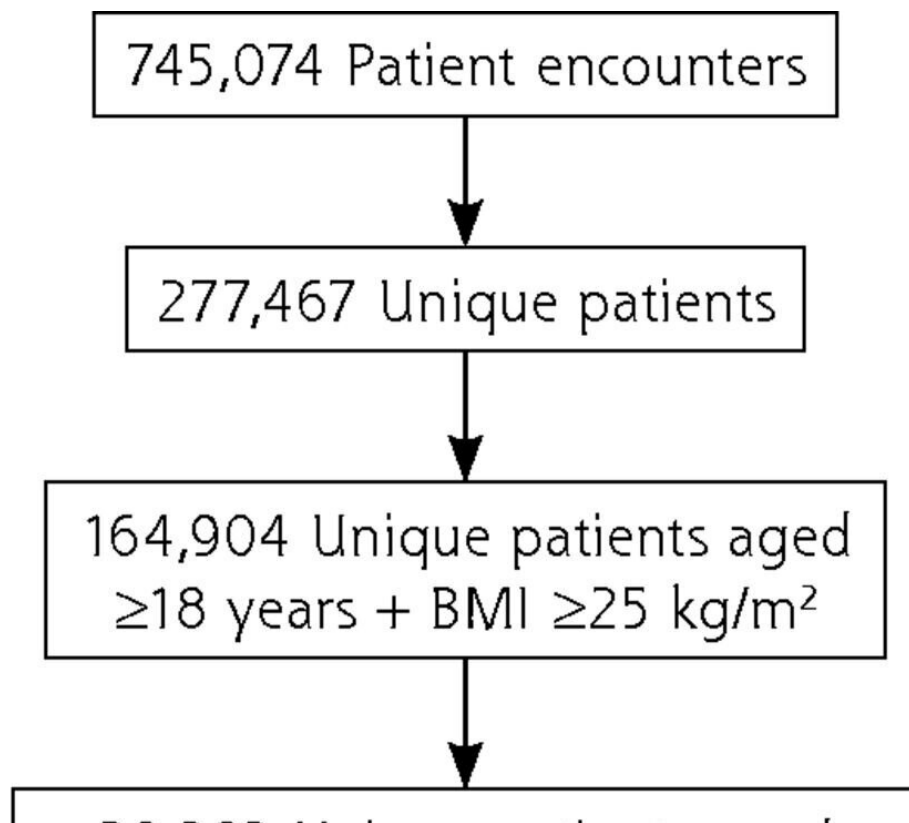 745,074 Patient encounters
277,467 Unique patients
164,904 Unique patients aged
≥18 years + BMI ≥25 kg/m²